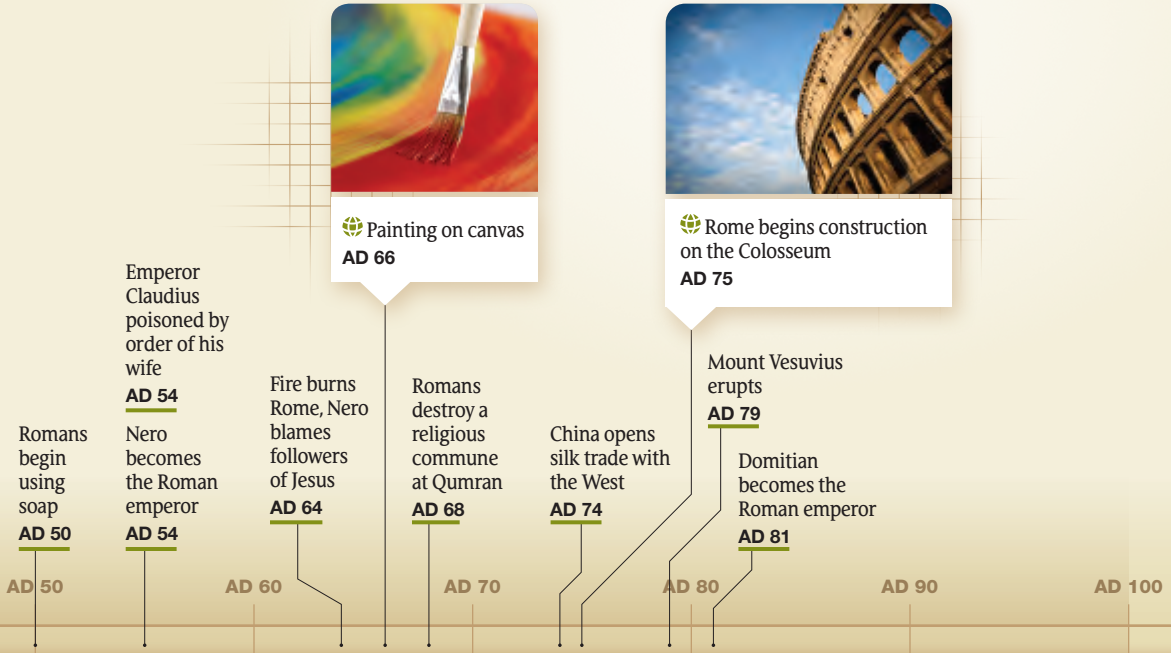 Painting on canvas
AD 66
Rome begins construction
on the Colosseum
AD 75
Emperor
Claudius
poisoned by
order of his
wife
AD 54
Romans
begin
using
soap
AD 50
Nero
becomes
the Roman
emperor
AD 54
Fire burns
Rome, Nero
blames
followers
of Jesus
AD 64
Romans
destroy a
religious
commune
at Qumran
AD 68
China opens
silk trade with
the West
AD 74
Mount Vesuvius
erupts
AD 79
Domitian
becomes the
Roman emperor
AD 81
AD 50
AD 60
AD 70
AD 80
AD 90
AD 100